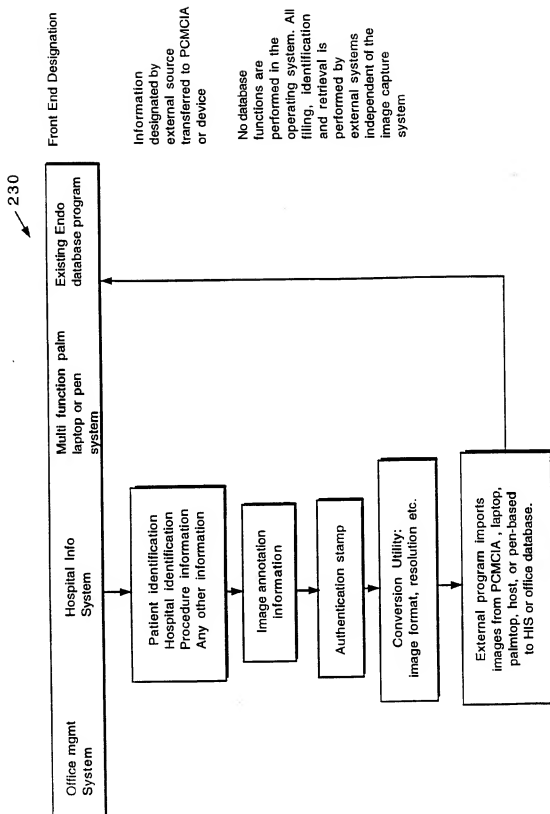 230
Front End Designation
Office mgmt
System
Hospital Info
System
Multi function palm
laptop or pen
system
Existing Endo
database program
Information
designated by
external source
transferred to PCMCIA
or device
No database
functions are
performed in the
operating system. All
filling, identification
and retrieval is
performed by
external systems
independent of the
image capture
system
Patient identification
Hospital identification
Procedure information
Any other information
Image annotation
information
Authentication stamp
Conversion Utility:
image format, resolution etc.
External program imports
images from PCMCIA , laptop,
palmtop, host, or pen-based
to HIS or office database.